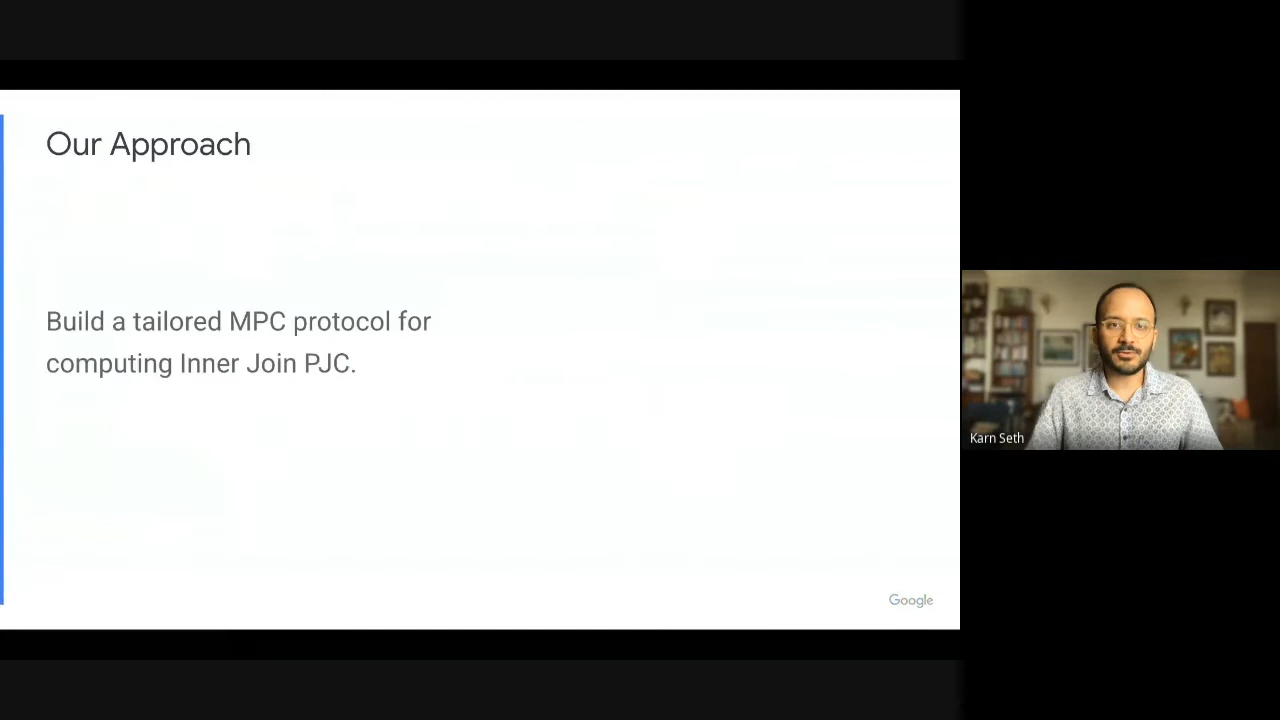 Our Approach
Build a tailored MPC protocol for
computing Inner Join PJC.
Karn Seth
Google